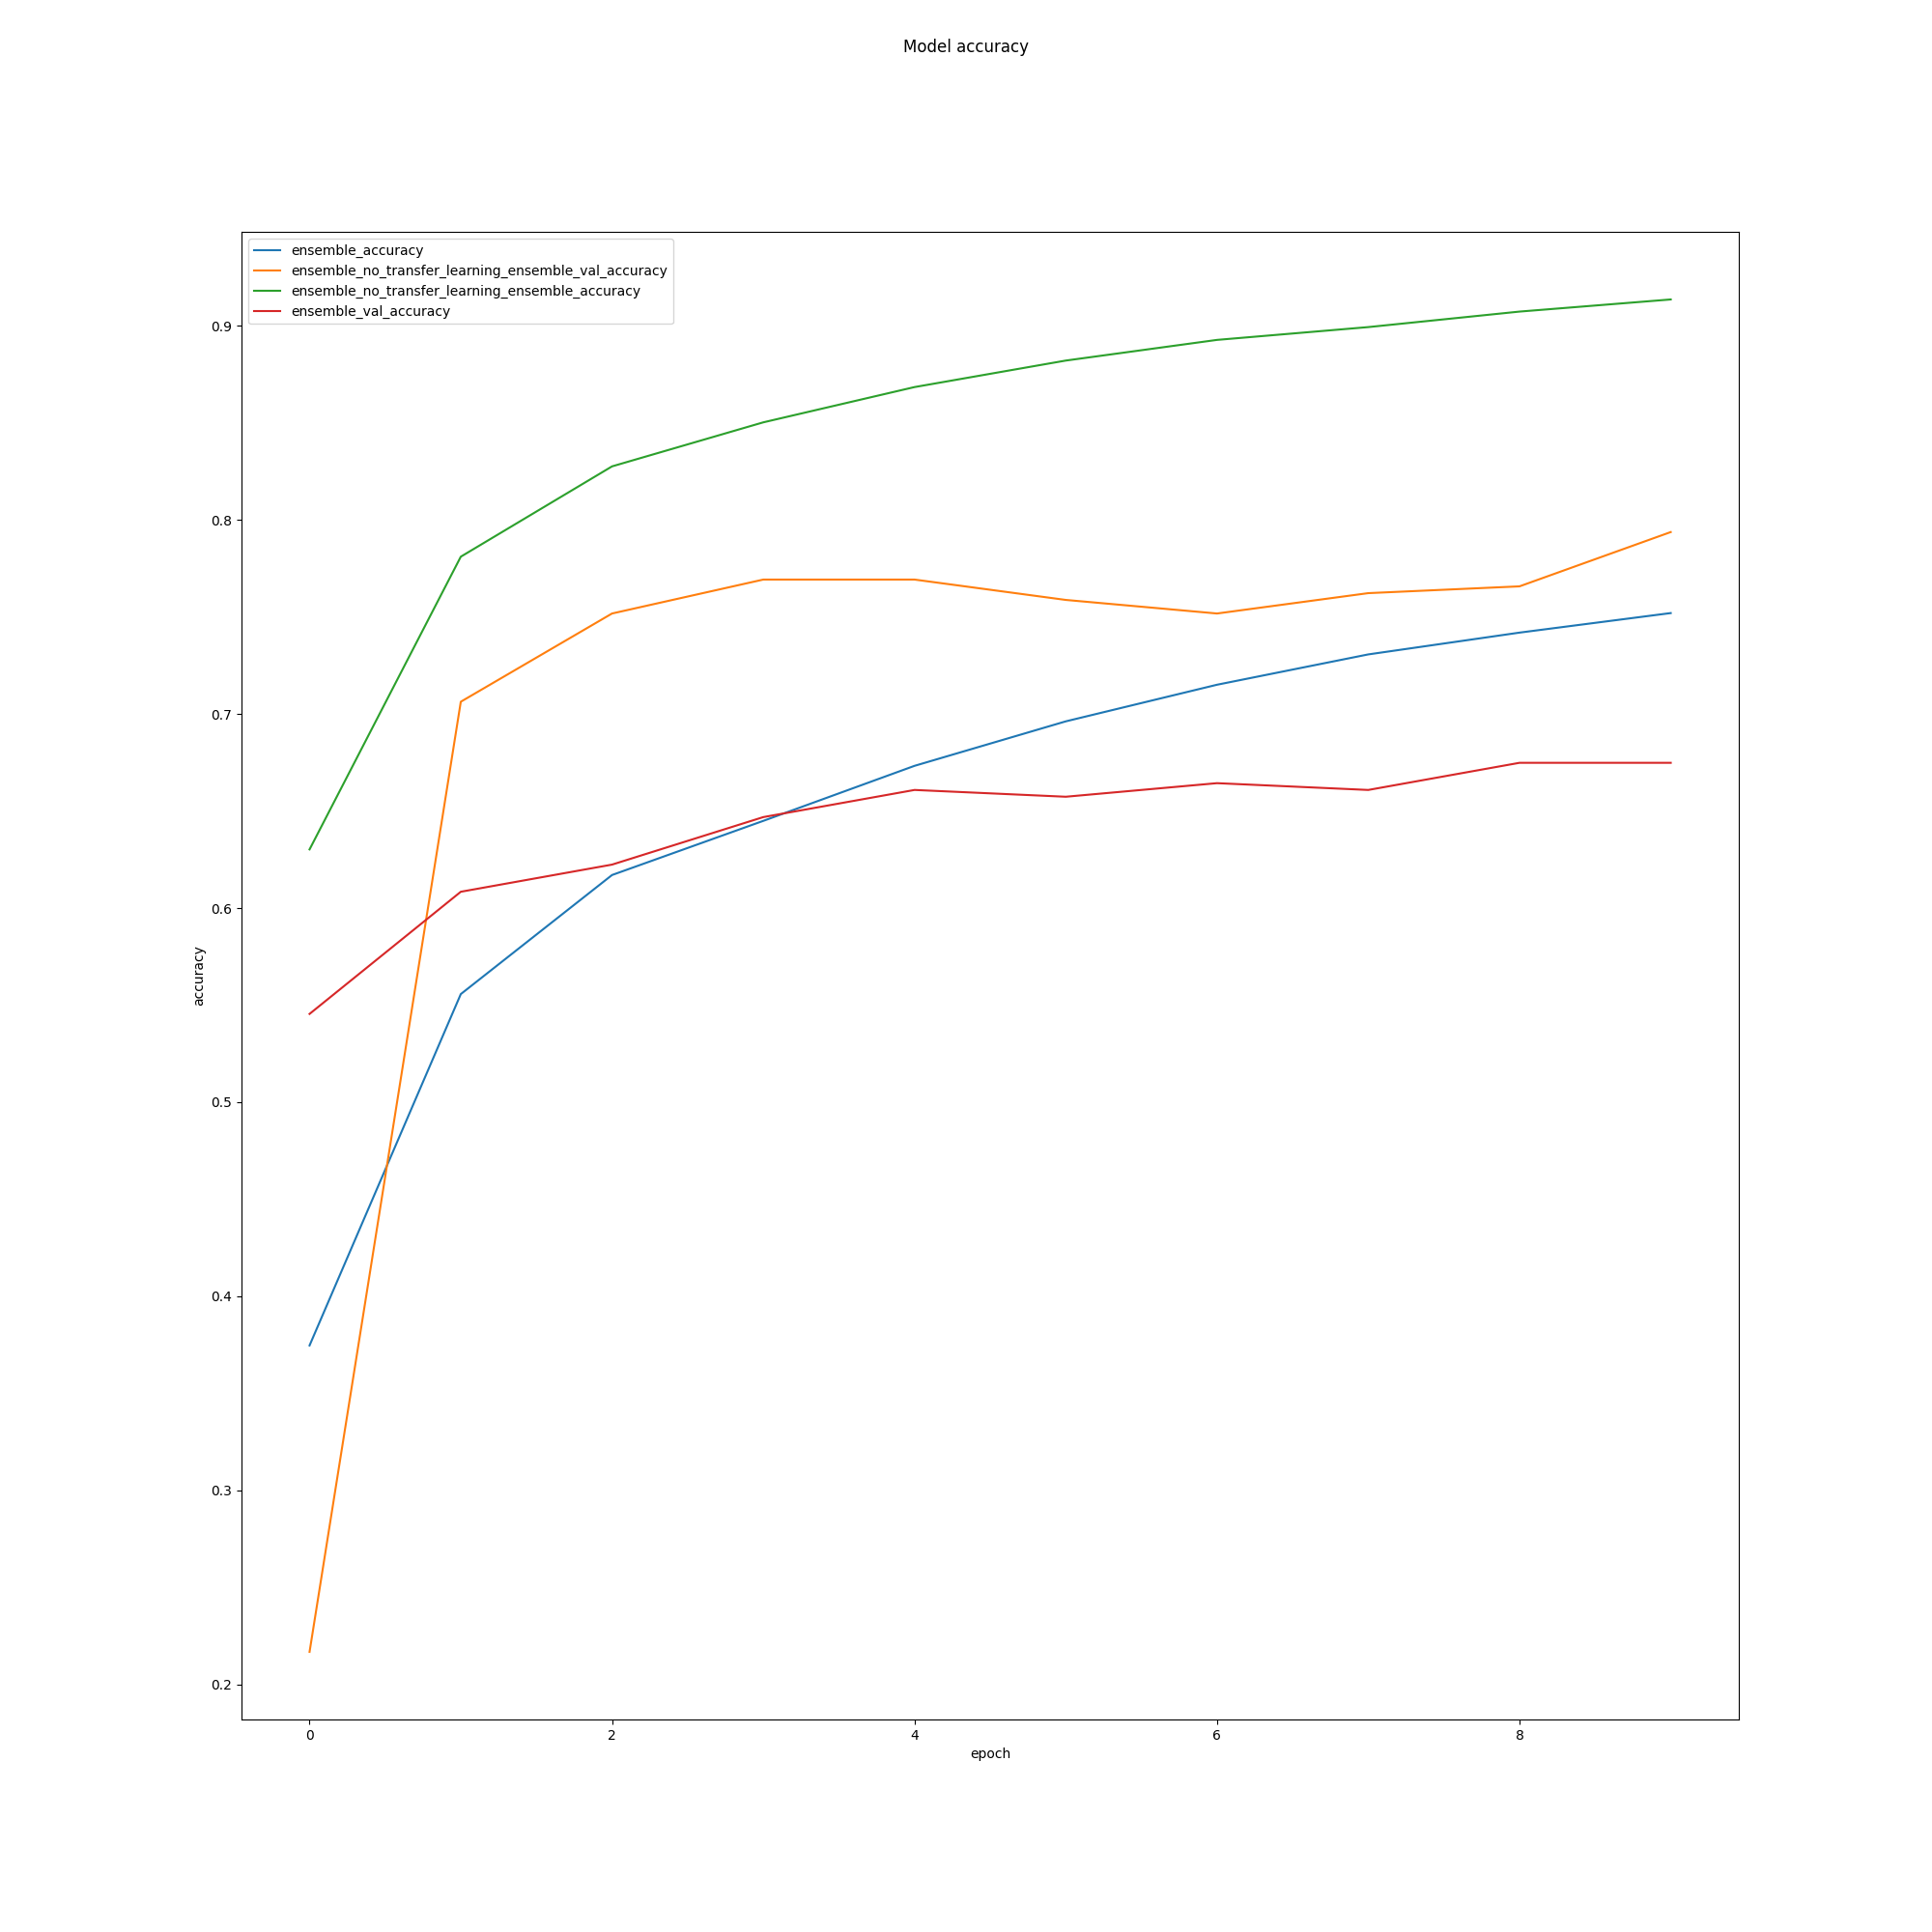 Model accuracy
ensemble_accuracy
ensemble_no_transfer_learning_ensemble_val_accuracy
ensemble_no_transfer_learning_ensemble_accuracy
ensemble_val_accuracy
0.9
0.8
0.7
0.6
0.5
0.4
0.3
0.2
accuracy
0 2 4 6 8
epoch